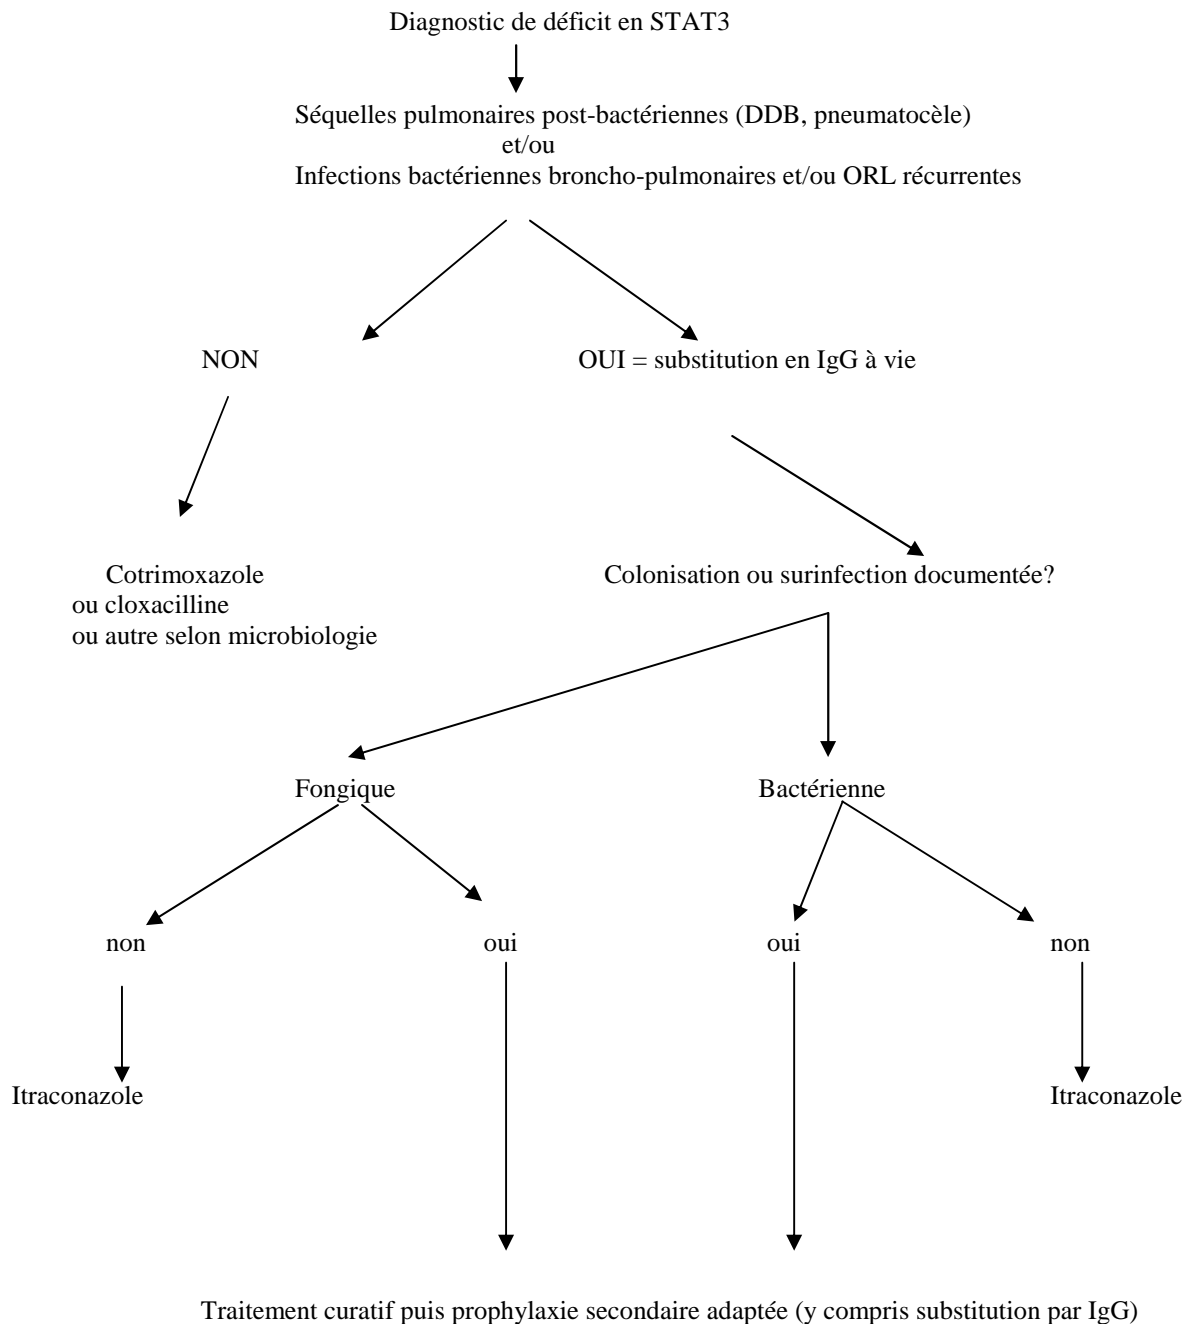 Diagnostic de déficit en STAT3
Séquelles pulmonaires post-bactériennes (DDB, pneumatocèle)
et/ou
Infections bactériennes broncho-pulmonaires et/ou ORL récurrentes
NON
OUI = substitution en IgG à vie
Cotrimoxazole
ou cloxacilline
ou autre selon microbiologie
Colonisation ou surinfection documentée?
Fongique
Bactérienne
non
oui
oui
non
Itraconazole
Itraconazole
Traitement curatif puis prophylaxie secondaire adaptée (y compris substitution par IgG)